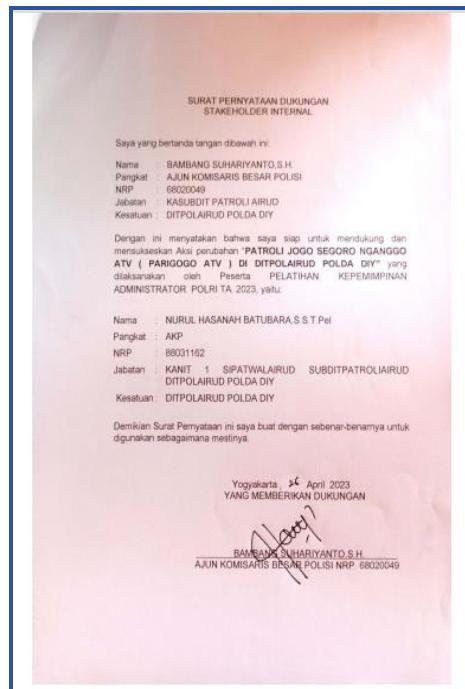 SURAT PERNYATAAN DUKUNGAN
STAKEHOLDER INTERNAL
Saya yang bertanda tangan dibawah ini:
Nama : BAMBANG SUHARIYANTO,S.H.
Pangkat : AJUN KOMISARIS BESAR POLISI
NRP : 68020049
Jabatan : KASUBDIT PATROLI AIRUD
Kesatuan : DITPOLAIRUD POLDA DIY
Dengan ini menyatakan bahwa saya siap untuk mendukung dan
mensukseskan Aksi perubahan "PATROLI JOGO SEGORO NGANGGO
ATV ( PARIGOGO ATV ) DI DITPOLAIRUD POLDA DIY" yang
dilaksanakan oleh Peserta PELATIHAN KEPEMIMPINAN
ADMINISTRATOR POLRI TA. 2023, yaitu:
Nama : NURUL HASANAH BATUBARA,S.S.T.Pel
Pangkat : AKP
NRP : 88031162
Jabatan : KANIT 1 SIPATWALAIRUD SUBDITPATROLIAIRUD
DITPOLAIRUD POLDA DIY
Kesatuan : DITPOLAIRUD POLDA DIY
Demikian Surat Pernyataan ini saya buat dengan sebenar-benarnya untuk
digunakan sebagaimana mestinya.
Yogyakarta, 26 April 2023
YANG MEMBERIKAN DUKUNGAN
BAMBANG SUHARIYANTO,S.H.
AJUN KOMISARIS BESAR POLISI NRP. 68020049